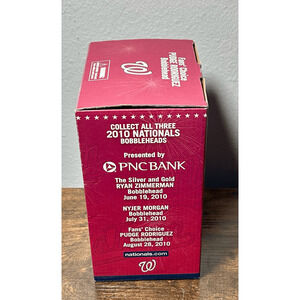 Fans' Choice
PUDGE RODRIGUEZ
Bobblehead
COLLECT ALL THREE
2010 NATIONALS
BOBBLEHEADS
Presented by
PNCBANK
The Silver and Gold
RYAN ZIMMERMAN
Bobblehead
June 19, 2010
NYJER MORGAN
Bobblehead
July 31, 2010
Fans' Choice
PUDGE RODRIGUEZ
Bobblehead
August 28, 2010
nationals.com
W